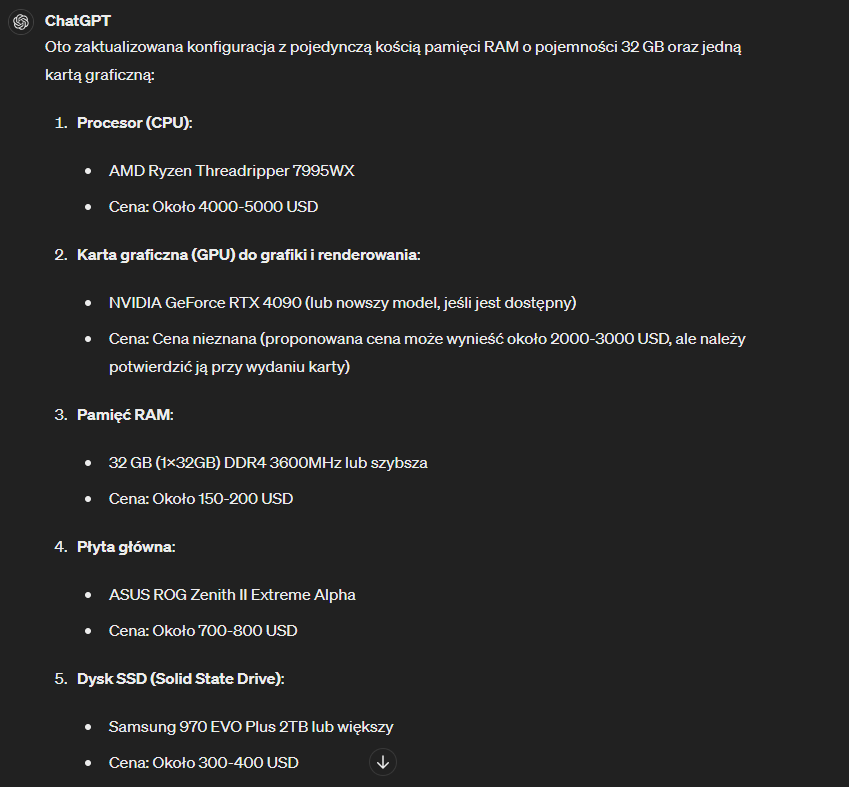 ChatGPT
Oto zaktualizowana konfiguracja z pojedynczą kością pamięci RAM o pojemności 32 GB oraz jedną
kartą graficzną:
1. Procesor (CPU):
• AMD Ryzen Threadripper 7995WX
• Cena: Około 4000-5000 USD
2. Karta graficzna (GPU) do grafiki i renderowania:
• NVIDIA GeForce RTX 4090 (lub nowszy model, jeśli jest dostępny)
• Cena: Cena nieznana (proponowana cena może wynieść około 2000-3000 USD, ale należy
potwierdzić ją przy wydaniu karty)
3. Pamięć RAM:
• 32 GB (1x32GB) DDR4 3600MHz lub szybsza
• Cena: Około 150-200 USD
4. Płyta główna:
• ASUS ROG Zenith II Extreme Alpha
• Cena: Około 700-800 USD
5. Dysk SSD (Solid State Drive):
• Samsung 970 EVO Plus 2TB lub większy
• Cena: Około 300-400 USD